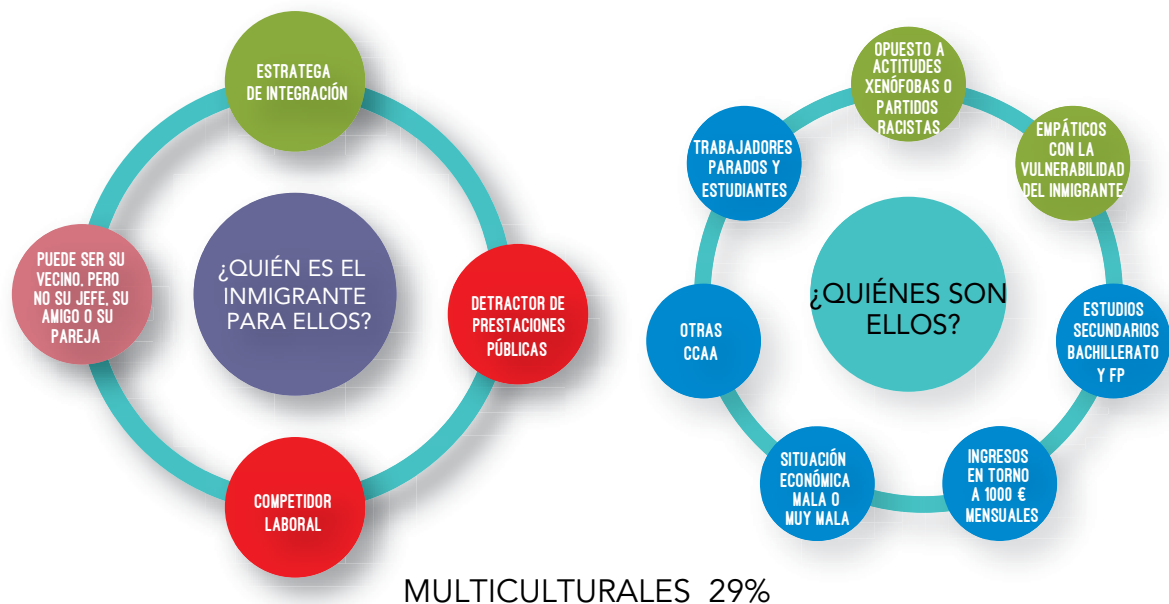 ESTRATEGA
DE INTEGRACIÓN
PUEDE SER SU
VECINO, PERO
NO SU JEFE, SU
AMIGO O SU
PAREJA
¿QUIÉN ES EL
INMIGRANTE
PARA ELLOS?
DETRACTOR DE
PRESTACIONES
PÚBLICAS
COMPETIDOR
LABORAL
OPUESTO A
ACTITUDES
XENÓFOBAS O
PARTIDOS
RACISTAS
TRABAJADORES
PARADOS Y
ESTUDIANTES
EMPÁTICOS
CON LA
VULNERABILIDAD
DEL INMIGRANTE
¿QUIÉNES SON
ELLOS?
OTRAS
CCAA
ESTUDIOS
SECUNDARIOS
BACHILLERATO
Y FP
SITUACIÓN
ECONÓMICA
MALA O
MUY MALA
INGRESOS
EN TORNO
A 1000 €
MENSUALES
MULTICULTURALES 29%